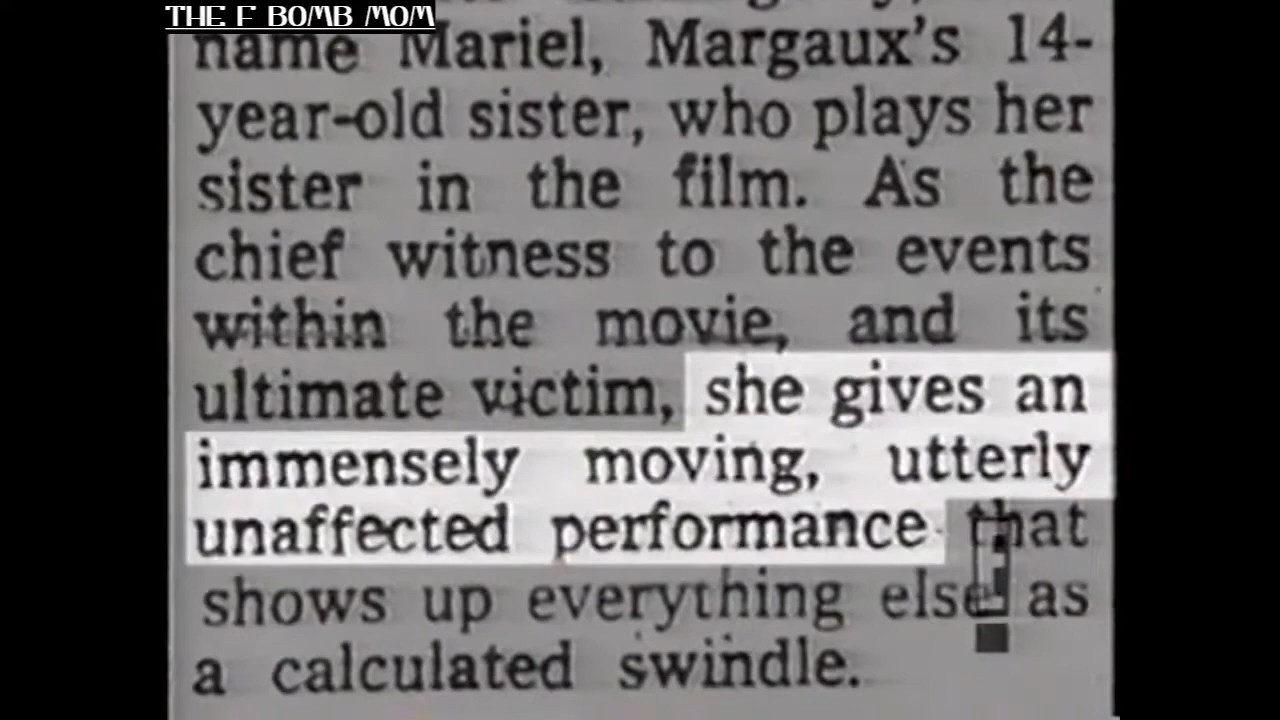 THE F BOMB MOM
name Mariel, Margaux's 14-
year-old sister, who plays her
sister in the film. As the
chief witness to the events
within the movie, and its
ultimate victim, she gives an
immensely moving, utterly
unaffected performance that
shows up everything else as
a calculated swindle.